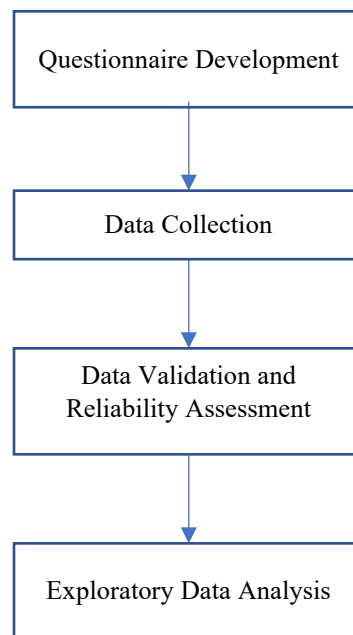 Questionnaire Development
Data Collection
Data Validation and
Reliability Assessment
Exploratory Data Analysis